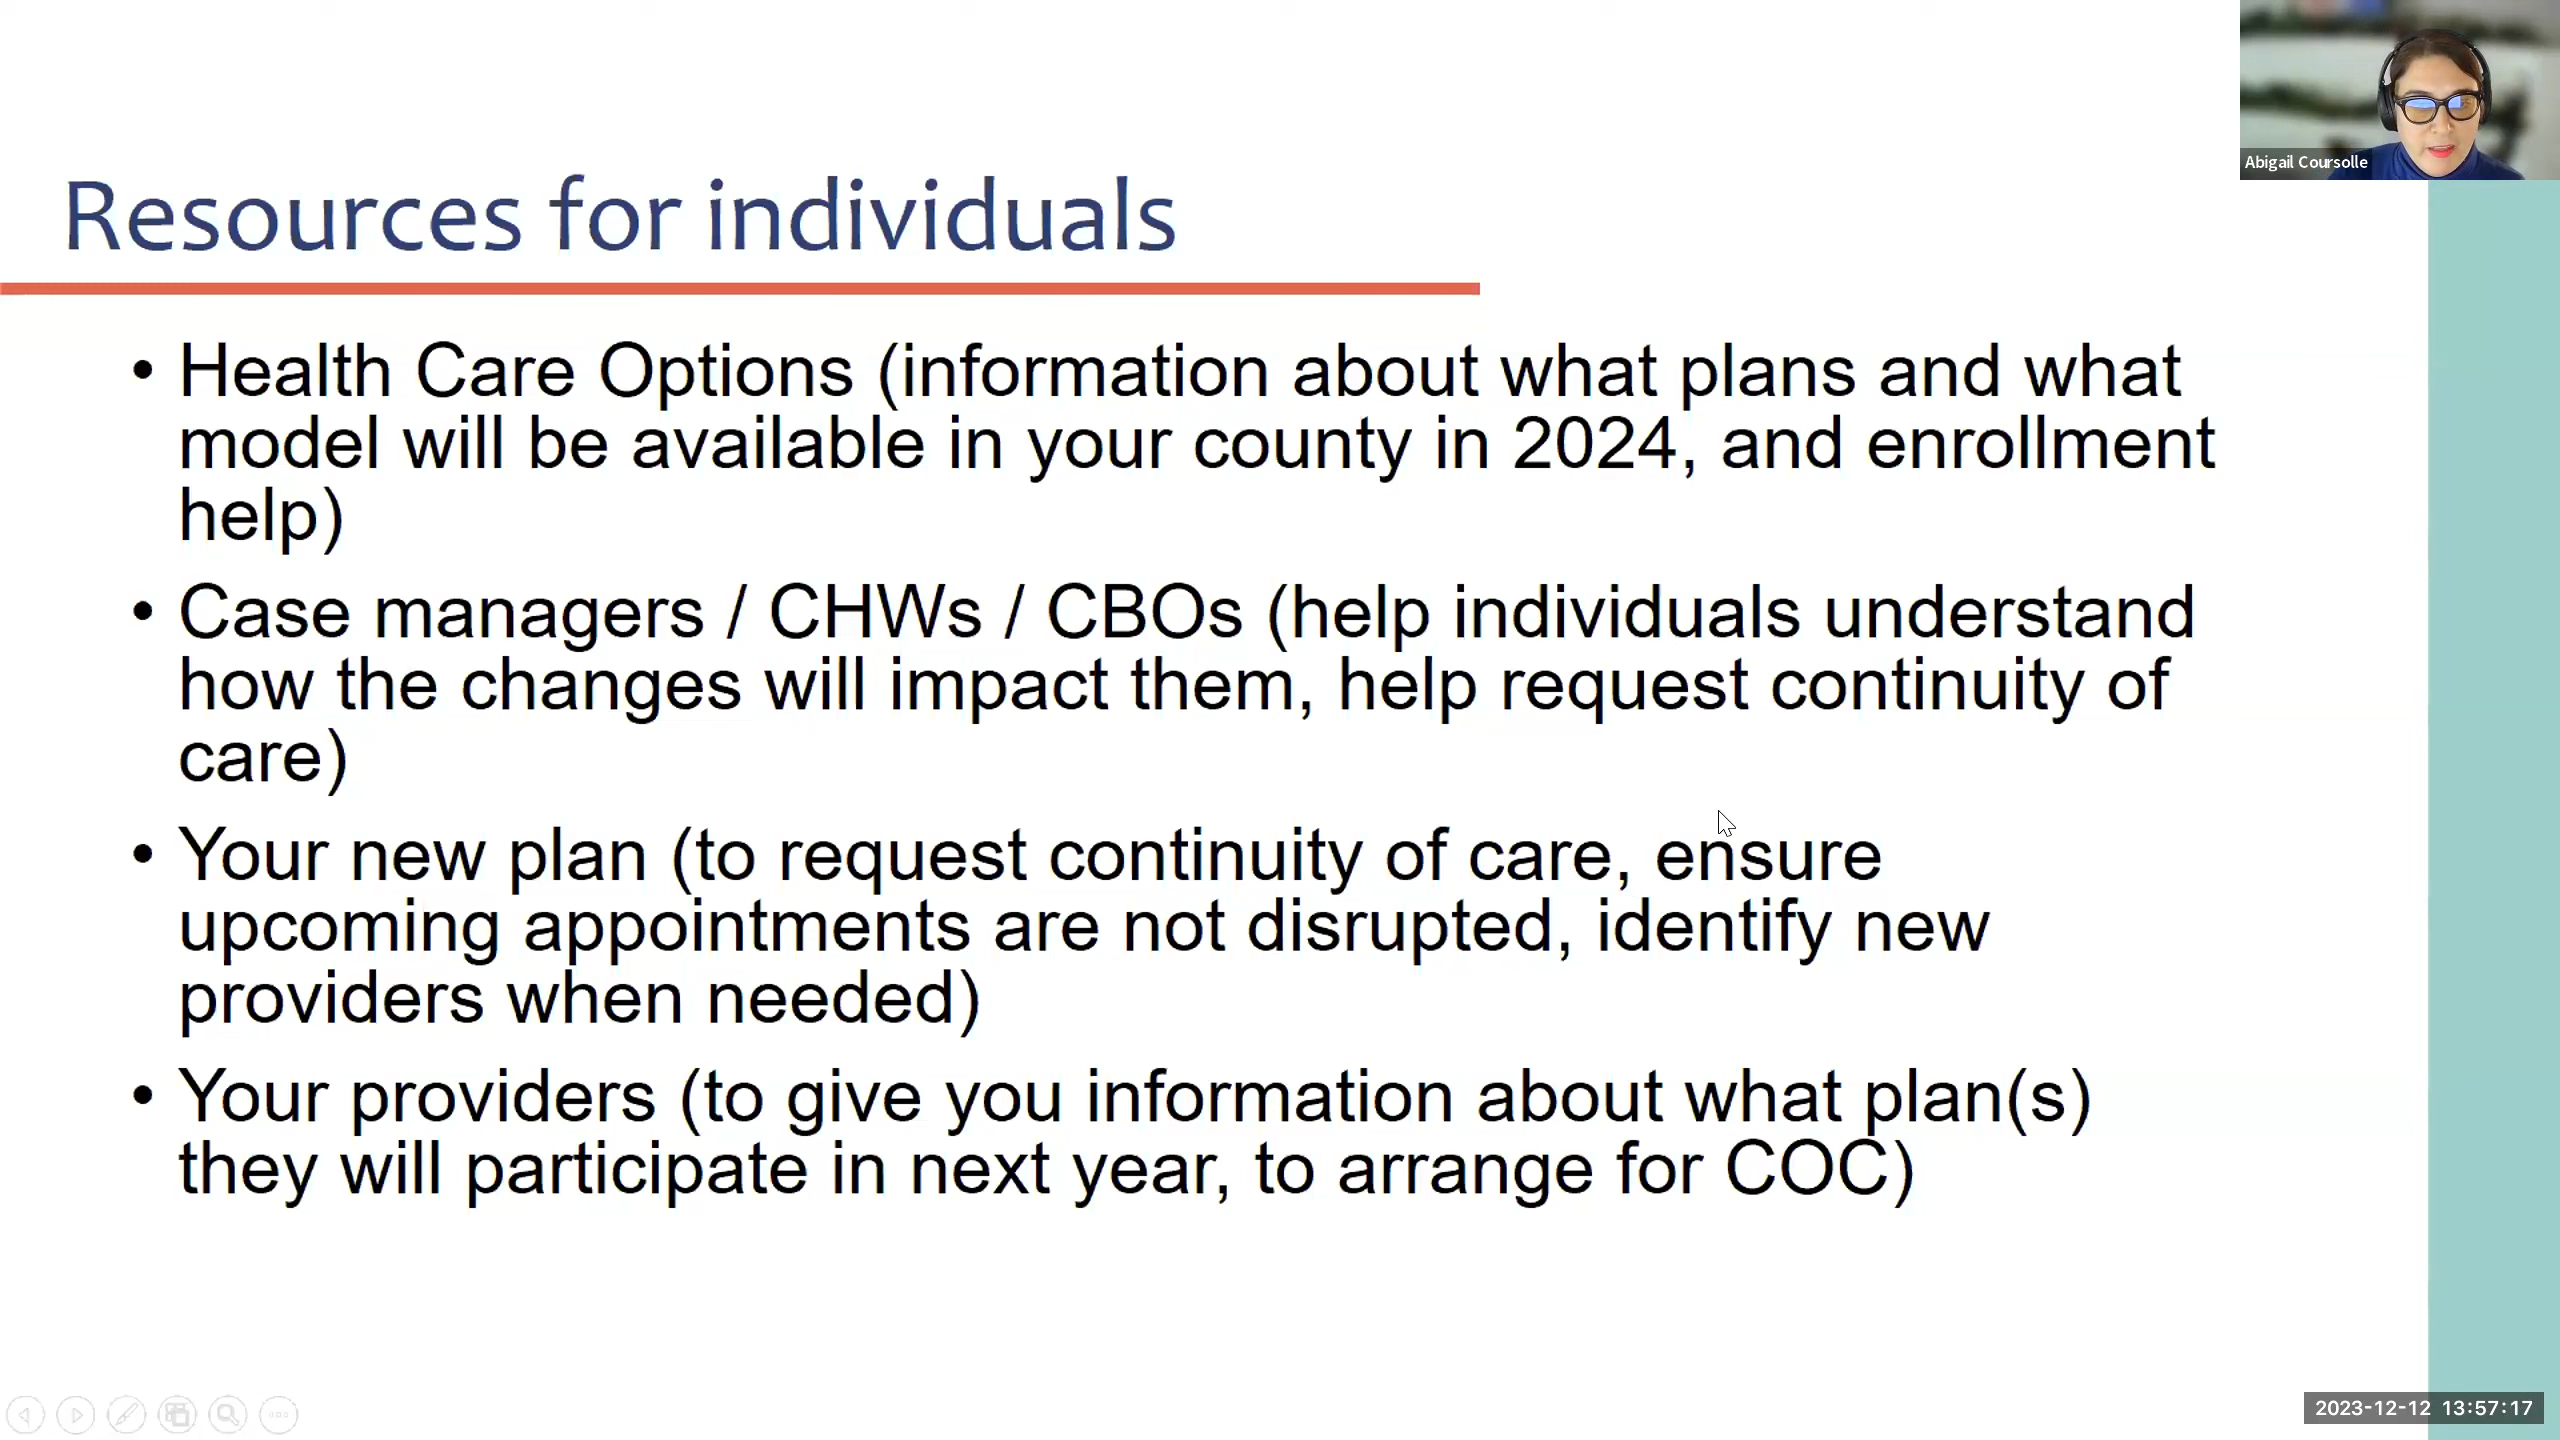 Abigail Coursolle
Resources for individuals
• Health Care Options (information about what plans and what
model will be available in your county in 2024, and enrollment
help)
• Case managers / CHWs / CBOs (help individuals understand
how the changes will impact them, help request continuity of
care)
• Your new plan (to request continuity of care, ensure
upcoming appointments are not disrupted, identify new
providers when needed)
• Your providers (to give you information about what plan(s)
they will participate in next year, to arrange for COC)
2023-12-12 13:57:17